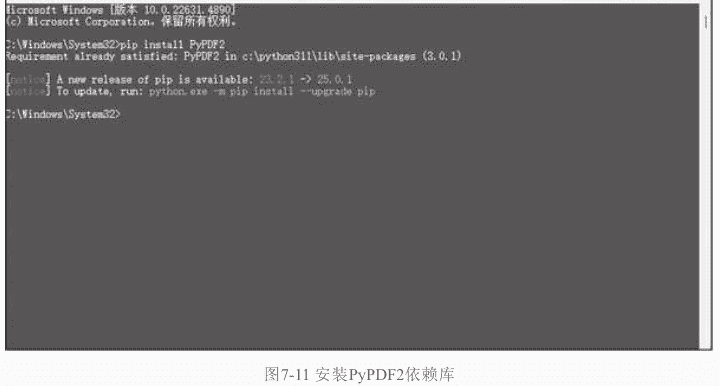 Microsoft Windows [版本 10.0.22631.4890]
(c) Microsoft Corporation。保留所有权利。
C:\Windows\System32>pip install PyPDF2
Requirement already satisfied: PyPDF2 in c:\python311\lib\site-packages (3.0.1)
[notice] A new release of pip is available: 23.2.1 -> 25.0.1
[notice] To update, run: python.exe -m pip install --upgrade pip
C:\Windows\System32>
图7-11 安装PyPDF2依赖库